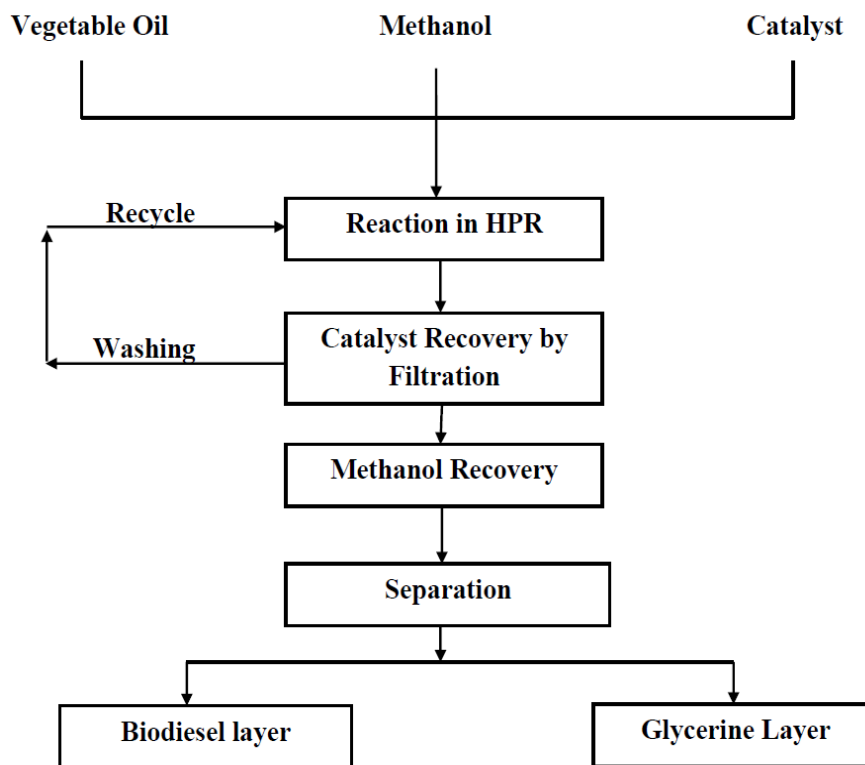 Vegetable Oil
Methanol
Catalyst
Recycle
Reaction in HPR
Washing
Catalyst Recovery by
Filtration
Methanol Recovery
Separation
Biodiesel layer
Glycerine Layer